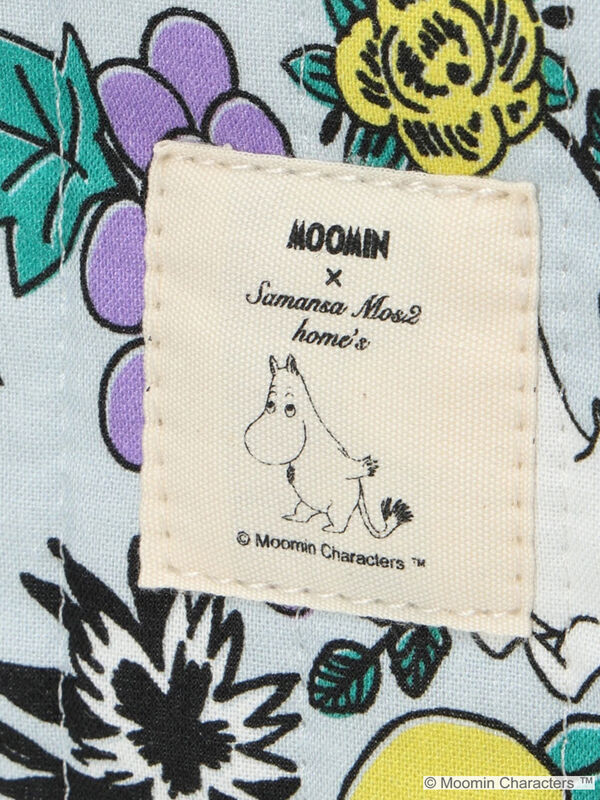 MOOMIN
×
Samansa Mos2
home's
© Moomin Characters ™
© Moomin Characters ™